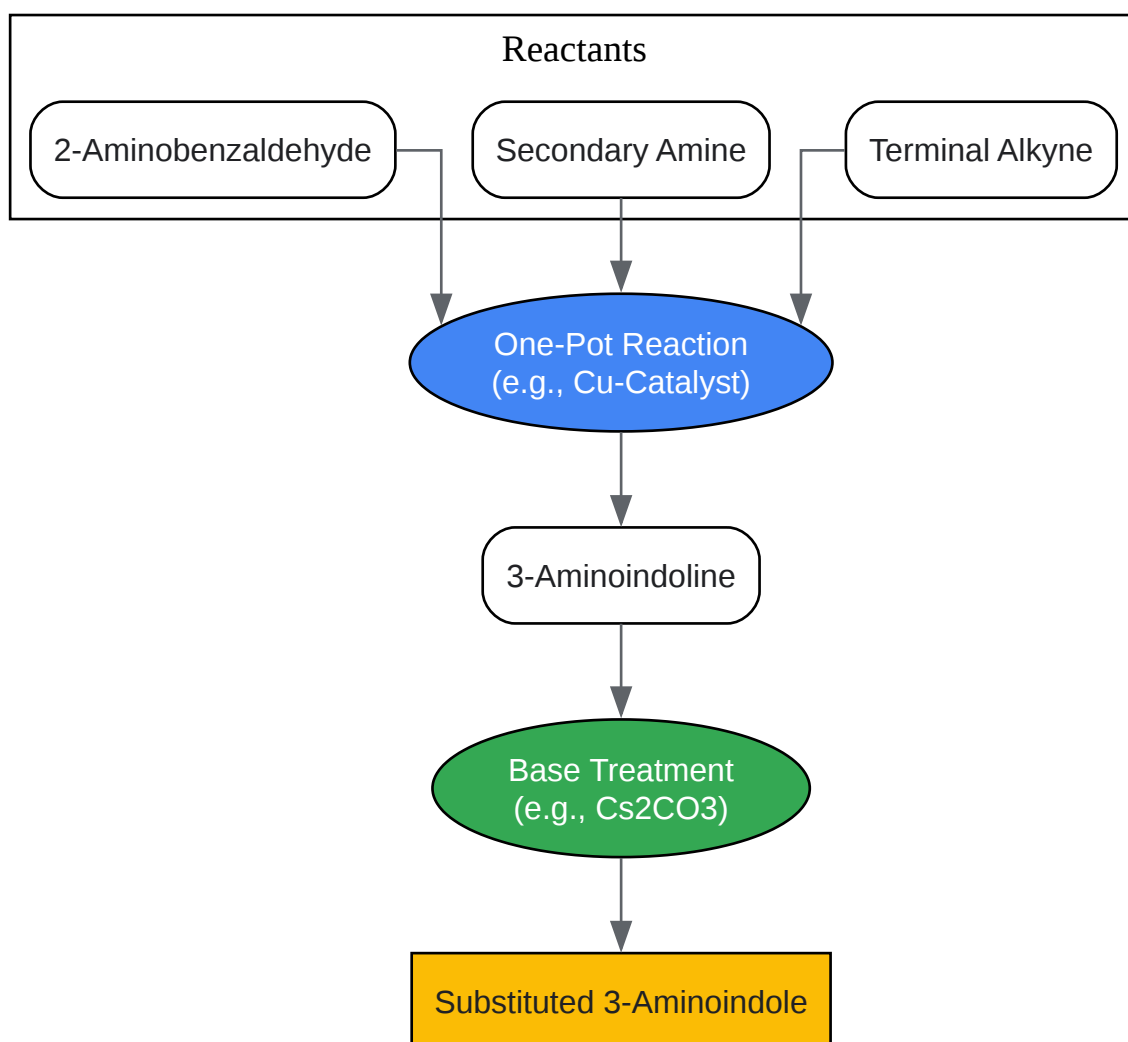 Reactants
2-Aminobenzaldehyde
Secondary Amine
Terminal Alkyne
One-Pot Reaction
(e.g., Cu-Catalyst)
3-Aminoindoline
Base Treatment
(e.g., Cs2CO3)
Substituted 3-Aminoindole